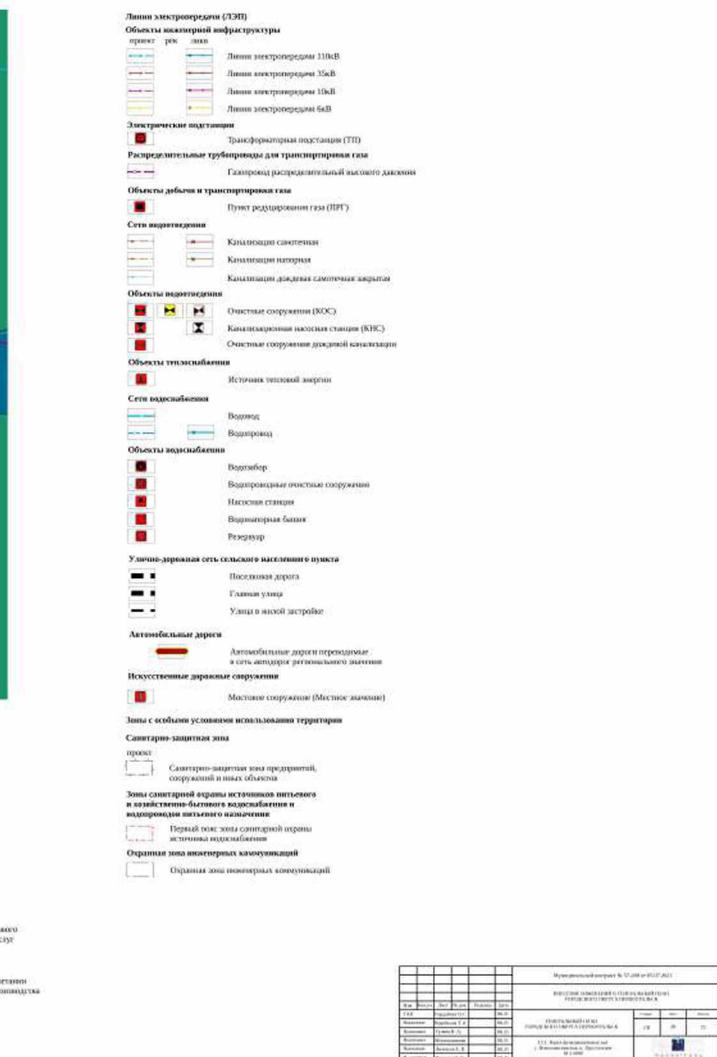 Линии электропередачи (ЛЭП)
Объекты инженерной инфраструктуры
проект рек ликв
Линии электропередачи 110кВ
Линии электропередачи 35кВ
Линии электропередачи 10кВ
Линии электропередачи 6кВ
Электрические подстанции
Трансформаторная подстанция (ТП)
Распределительные трубопроводы для транспортировки газа
Газопровод распределительный высокого давления
Объекты добычи и транспортировки газа
Пункт редуцирования газа (ПРГ)
Сети водоотведения
Канализация самотечная
Канализация напорная
Канализация дождевая самотечная закрытая
Объекты водоотведения
Очистные сооружения (КОС)
Канализационная насосная станция (КНС)
Очистные сооружения дождевой канализации
Объекты теплоснабжения
Источник тепловой энергии
Сети водоснабжения
Водовод
Водопровод
Объекты водоснабжения
Водозабор
Водопроводные очистные сооружения
Насосная станция
Водонапорная башня
Резервуар
Улично-дорожная сеть сельского населенного пункта
Поселковая дорога
Главная улица
Улица в жилой застройке
Автомобильные дороги
Автомобильные дороги переводимые
в сеть автодорог регионального значения
Искусственные дорожные сооружения
Мостовое сооружение (Местное значение)
Зоны с особыми условиями использования территории
Санитарно-защитная зона
проект
Санитарно-защитная зона предприятий,
сооружений и иных объектов
Зоны санитарной охраны источников питьевого
и хозяйственно-бытового водоснабжения и
водопроводов питьевого назначения
Первый пояс зоны санитарной охраны
источника водоснабжения
Охранная зона инженерных коммуникаций
Охранная зона инженерных коммуникаций
Муниципальный контракт №
ГЕНЕРАЛЬНЫЙ ПЛАН